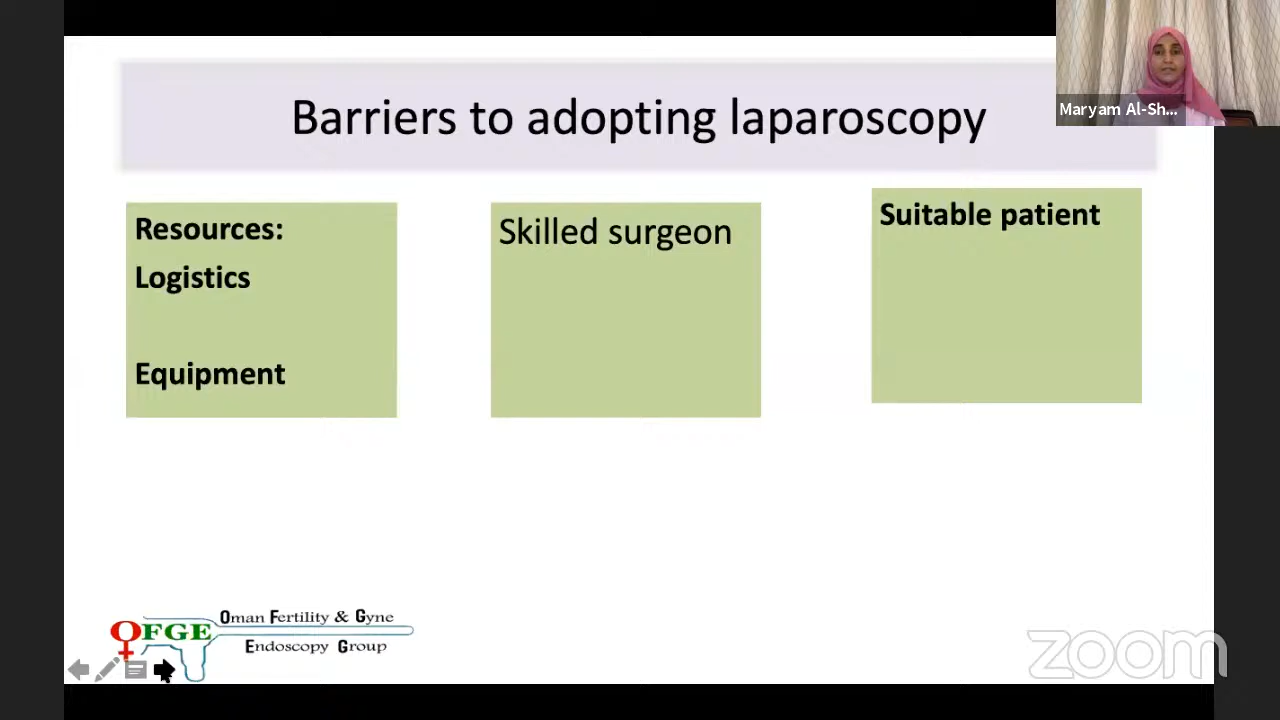 Barriers to adopting laparoscopy
Maryam Al-Sh...
Resources:
Logistics
Equipment
Skilled surgeon
Suitable patient
OFGE
Oman Fertility & Gyne
Endoscopy Group
zoom